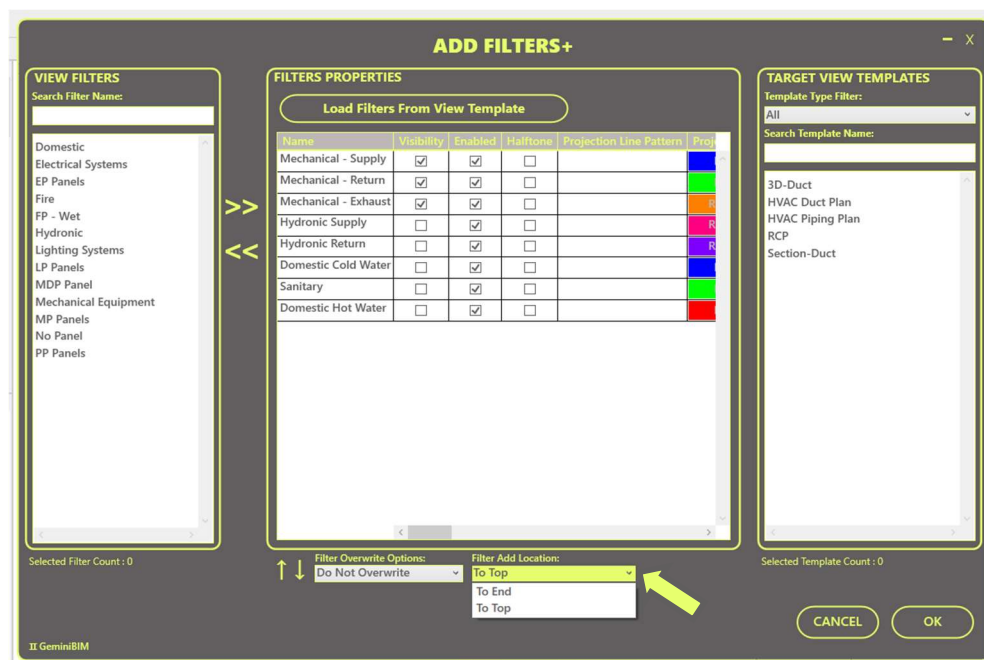 ADD FILTERS+
- X
VIEW FILTERS
Search Filter Name:
Domestic
Electrical Systems
EP Panels
Fire
FP - Wet
Hydronic
Lighting Systems
LP Panels
MDP Panel
Mechanical Equipment
MP Panels
No Panel
PP Panels
Selected Filter Count : 0
>>
<<
FILTERS PROPERTIES
Load Filters From View Template
Name Visibility Enabled Halftone Projection Line Pattern Proj
Mechanical - Supply
Mechanical - Return
Mechanical - Exhaust R
Hydronic Supply R
Hydronic Return R
Domestic Cold Water
Sanitary
Domestic Hot Water
Filter Overwrite Options:
Do Not Overwrite
Filter Add Location:
To Top
To End
To Top
TARGET VIEW TEMPLATES
Template Type Filter:
All
Search Template Name:
3D-Duct
HVAC Duct Plan
HVAC Piping Plan
RCP
Section-Duct
Selected Template Count : 0
CANCEL OK
II GeminiBIM